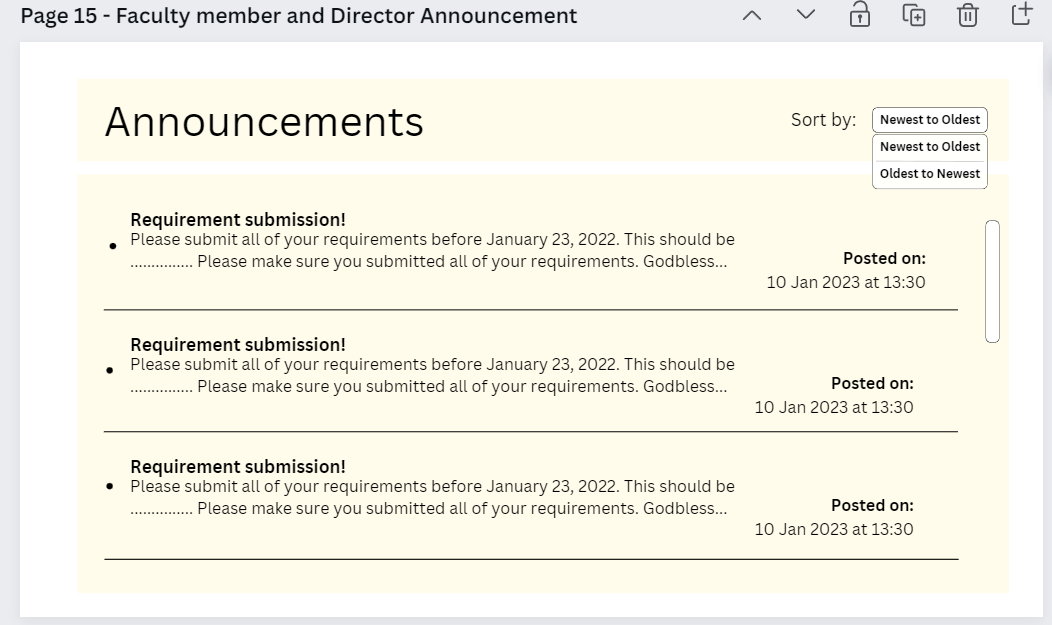 Page 15 - Faculty member and Director Announcement
Announcements
Sort by:
Newest to Oldest
Newest to Oldest
Oldest to Newest
Requirement submission!
Please submit all of your requirements before January 23, 2022. This should be
.............. Please make sure you submitted all of your requirements. Godbless...
Posted on:
10 Jan 2023 at 13:30
Requirement submission!
Please submit all of your requirements before January 23, 2022. This should be
.............. Please make sure you submitted all of your requirements. Godbless...
Posted on:
10 Jan 2023 at 13:30
Requirement submission!
Please submit all of your requirements before January 23, 2022. This should be
.............. Please make sure you submitted all of your requirements. Godbless...
Posted on:
10 Jan 2023 at 13:30